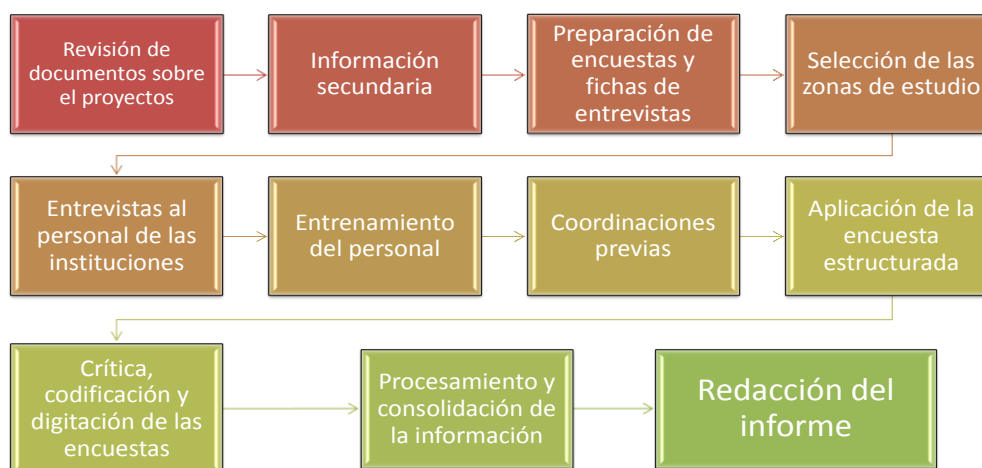 Revisión de
documentos sobre
el proyectos
Información
secundaria
Preparación de
encuestas y
fichas de
entrevistas
Selección de las
zonas de estudio
Entrevistas al
personal de las
instituciones
Entrenamiento
del personal
Coordinaciones
previas
Aplicación de la
encuesta
estructurada
Crítica,
codificación y
digitación de las
encuestas
Procesamiento y
consolidación de
la información
Redacción del
informe